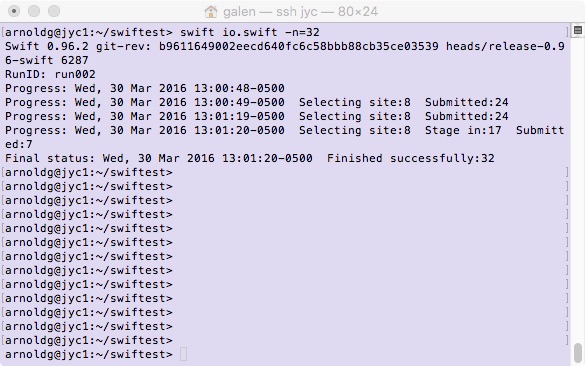 galen — ssh jyc — 80×24
[arnoldg@jyc1:~/swiftest> swift io.swift -n=32 ]
Swift 0.96.2 git-rev: b9611649002eecd640fc6c58bbb88cb35ce03539 heads/release-0.9
6-swift 6287
RunID: run002
Progress: Wed, 30 Mar 2016 13:00:48-0500
Progress: Wed, 30 Mar 2016 13:00:49-0500  Selecting site:8  Submitted:24
Progress: Wed, 30 Mar 2016 13:01:19-0500  Selecting site:8  Submitted:24
Progress: Wed, 30 Mar 2016 13:01:20-0500  Selecting site:8  Stage in:17  Submitt
ed:7
Final status: Wed, 30 Mar 2016 13:01:20-0500  Finished successfully:32
[arnoldg@jyc1:~/swiftest> ]
[arnoldg@jyc1:~/swiftest> ]
[arnoldg@jyc1:~/swiftest> ]
[arnoldg@jyc1:~/swiftest> ]
[arnoldg@jyc1:~/swiftest> ]
[arnoldg@jyc1:~/swiftest> ]
[arnoldg@jyc1:~/swiftest> ]
[arnoldg@jyc1:~/swiftest> ]
[arnoldg@jyc1:~/swiftest> ]
[arnoldg@jyc1:~/swiftest> ]
[arnoldg@jyc1:~/swiftest> ]
[arnoldg@jyc1:~/swiftest> ]
[arnoldg@jyc1:~/swiftest> ]
arnoldg@jyc1:~/swiftest>